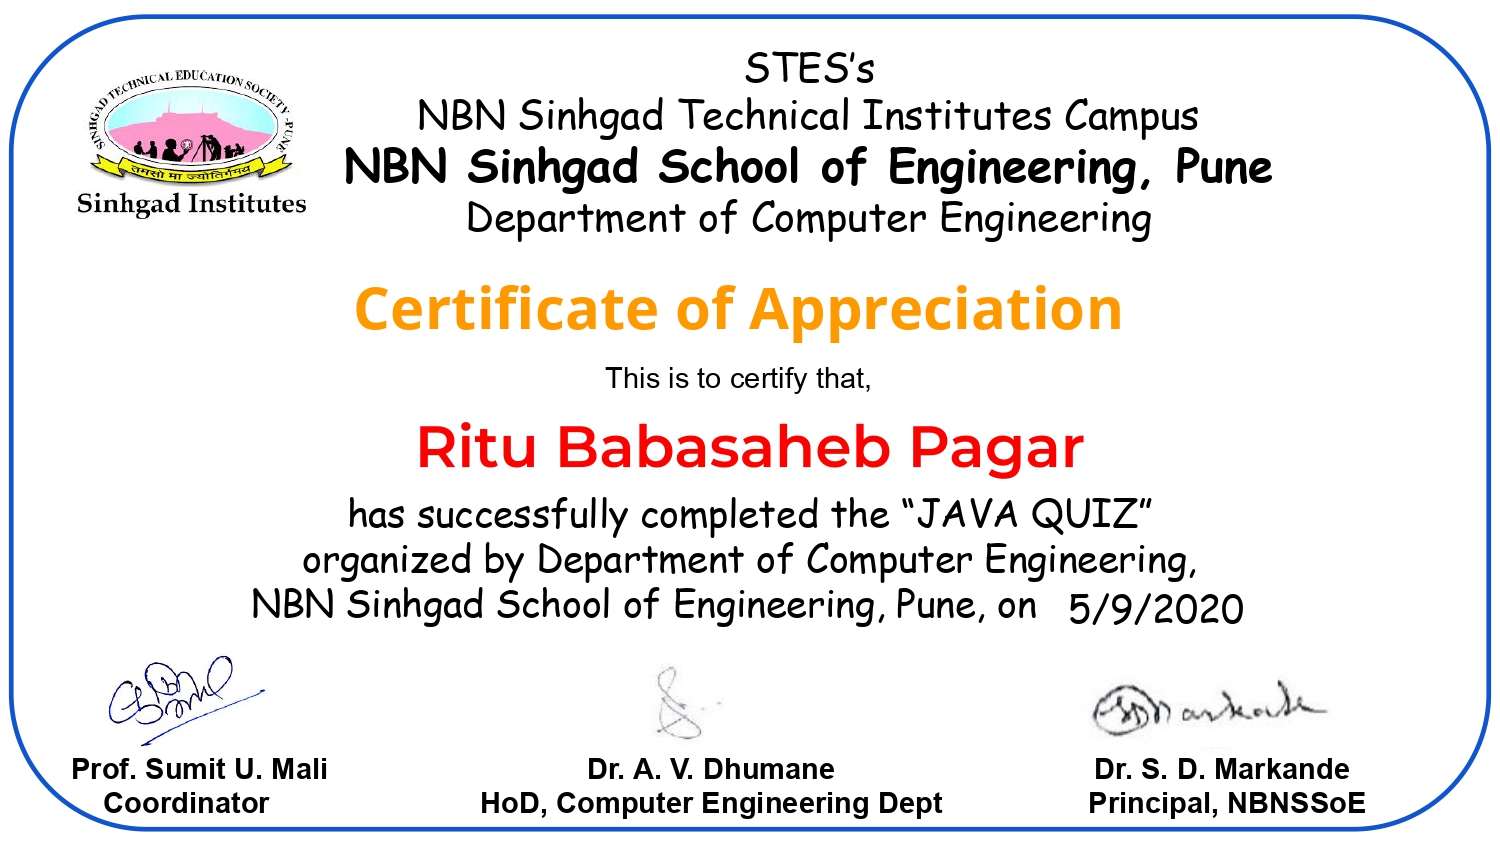 SINHGAD TECHNICAL EDUCATION SOCIETY - PUNE
तमसो मा ज्योतिर्गमय
Sinhgad Institutes
STES’s
NBN Sinhgad Technical Institutes Campus
NBN Sinhgad School of Engineering, Pune
Department of Computer Engineering
Certificate of Appreciation
This is to certify that,
Ritu Babasaheb Pagar
has successfully completed the “JAVA QUIZ”
organized by Department of Computer Engineering,
NBN Sinhgad School of Engineering, Pune, on 5/9/2020
Prof. Sumit U. Mali
Coordinator
Dr. A. V. Dhumane
HoD, Computer Engineering Dept
Dr. S. D. Markande
Principal, NBNSSoE